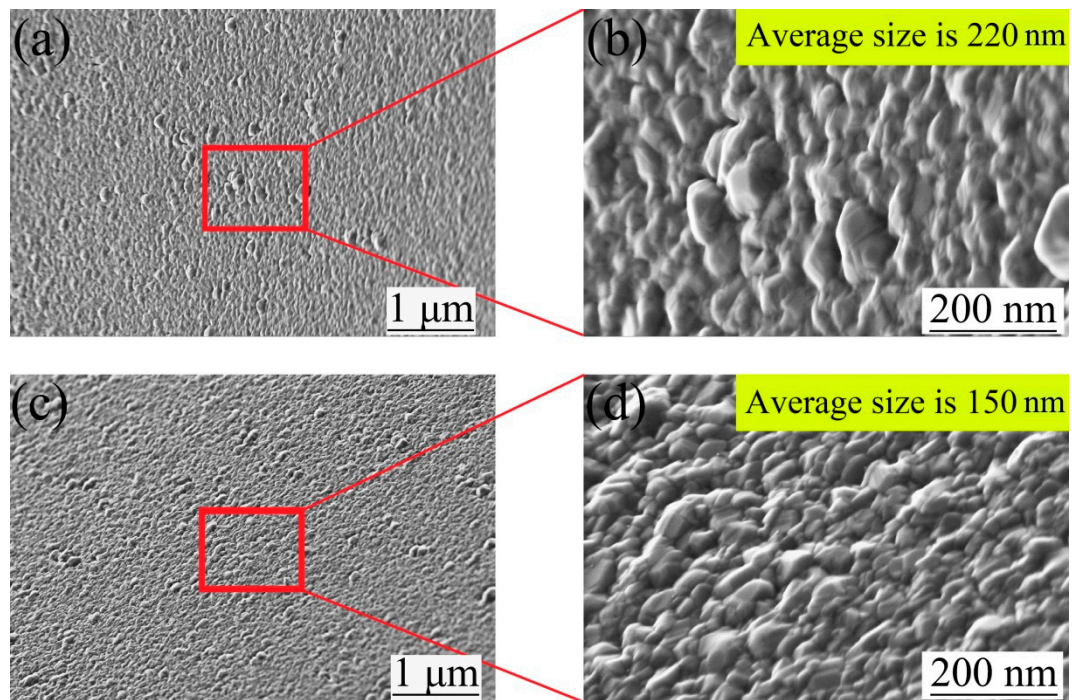 (a)
(b)
Average size is 220 nm
1 μm
200 nm
(c)
(d)
Average size is 150 nm
1 μm
200 nm